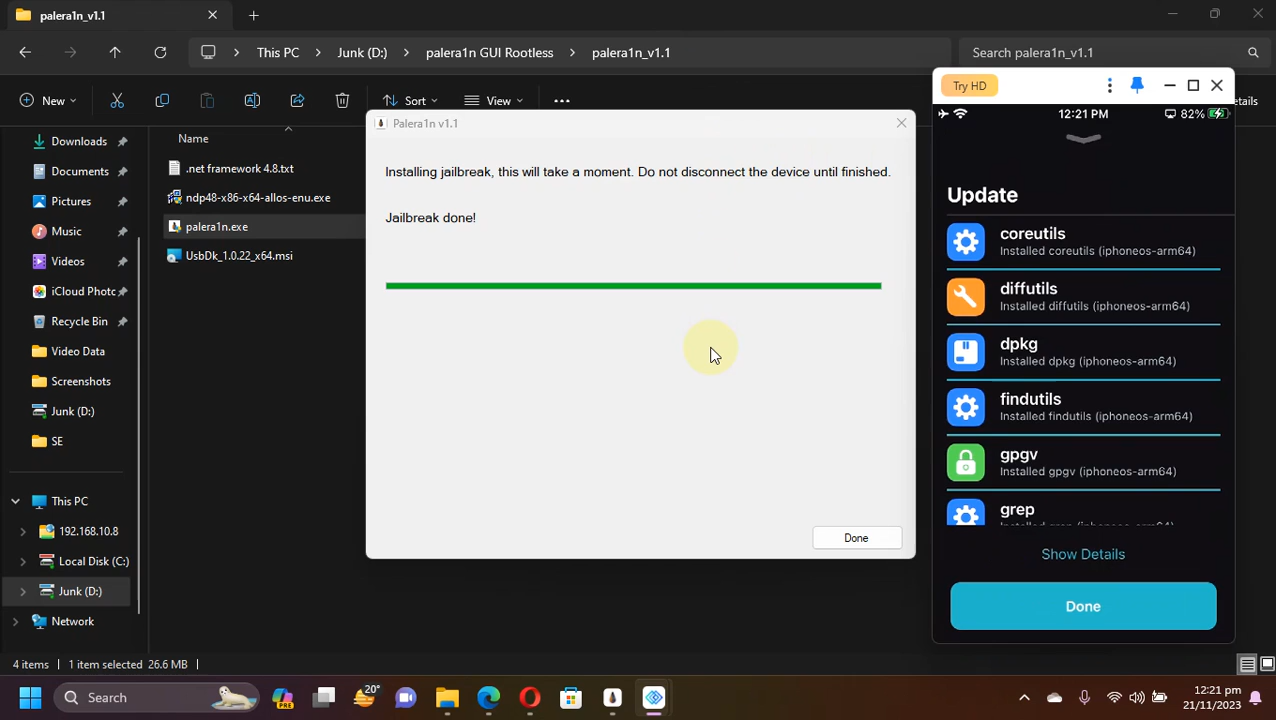 palera1n_v1.1
This PC
Junk (D:)
palera1n GUI Rootless
palera1n_v1.1
Search palera1n_v1.1
New
Sort
View
Downloads
Documents
Pictures
Music
Videos
iCloud Photc
Recycle Bin
Video Data
Screenshots
Junk (D:)
SE
This PC
192.168.10.8
Local Disk (C:)
Junk (D:)
Network
Name
.net framework 4.8.txt
ndp48-x86-x64-allos-enu.exe
palera1n.exe
UsbDk_1.0.22_x64.msi
Palera1n v1.1
Installing jailbreak, this will take a moment. Do not disconnect the device until finished.
Jailbreak done!
Done
Try HD
12:21 PM
82%
Update
coreutils
Installed coreutils (iphoneos-arm64)
diffutils
Installed diffutils (iphoneos-arm64)
dpkg
Installed dpkg (iphoneos-arm64)
findutils
Installed findutils (iphoneos-arm64)
gpgv
Installed gpgv (iphoneos-arm64)
grep
Installed grep (iphoneos-arm64)
Show Details
Done
4 items
1 item selected 26.6 MB
Search
PRE
20°
12:21 pm
21/11/2023